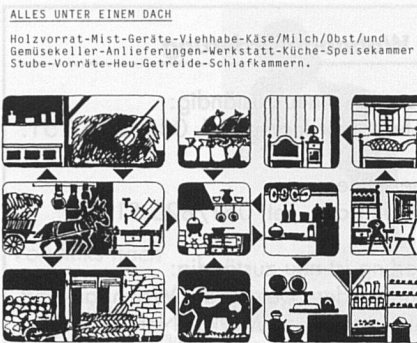 ALLES UNTER EINEM DACH
Holzvorrat-Mist-Geräte-Viehhabe-Käse/Milch/Obst/und
Gemüsekeller-Anlieferungen-Werkstatt-Küche-Speisekammer
Stube-Vorräte-Heu-Getreide-Schlafkammern.